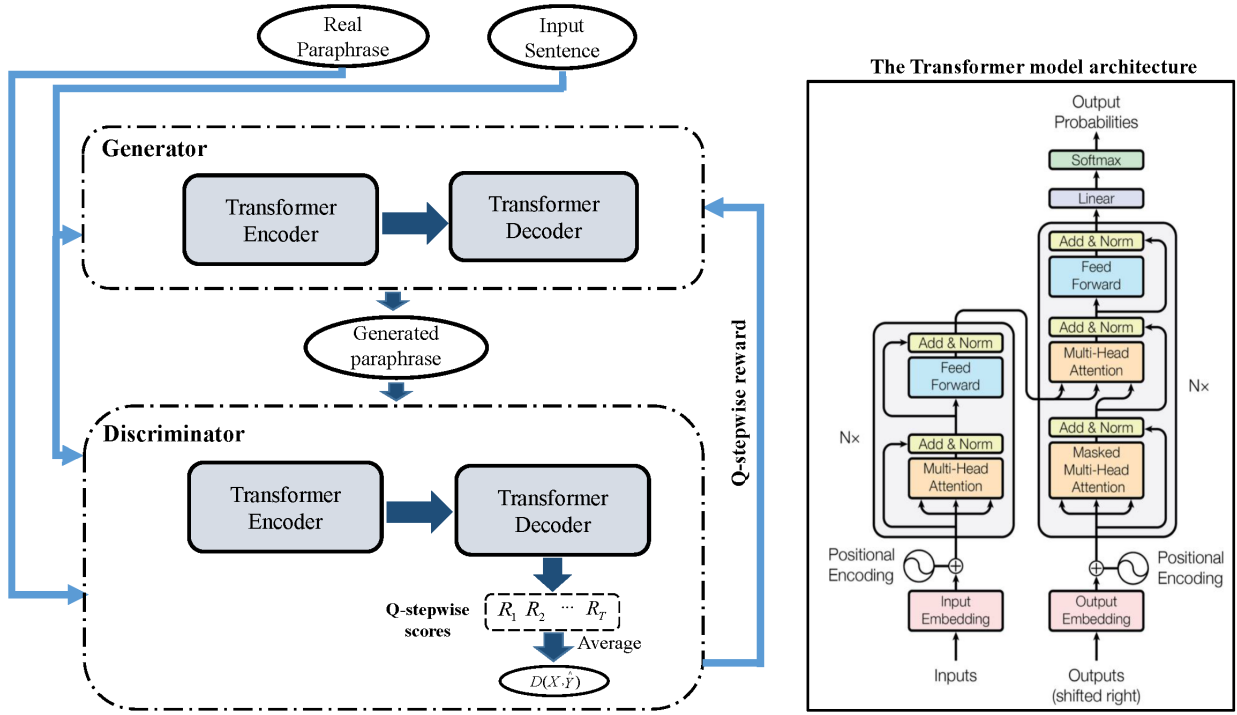 Real
Paraphrase
Input
Sentence
Generator
Transformer
Encoder
Transformer
Decoder
Generated
paraphrase
Discriminator
Transformer
Encoder
Transformer
Decoder
Q-stepwise
scores
R₁ R₂ ... R_T
Average
D(X,Ŷ)
Q-stepwise reward
The Transformer model architecture
Output
Probabilities
Softmax
Linear
Add & Norm
Feed
Forward
Add & Norm
Multi-Head
Attention
Add & Norm
Masked
Multi-Head
Attention
N×
Add & Norm
Feed
Forward
Add & Norm
Multi-Head
Attention
N×
Positional
Encoding
Positional
Encoding
Input
Embedding
Output
Embedding
Inputs
Outputs
(shifted right)